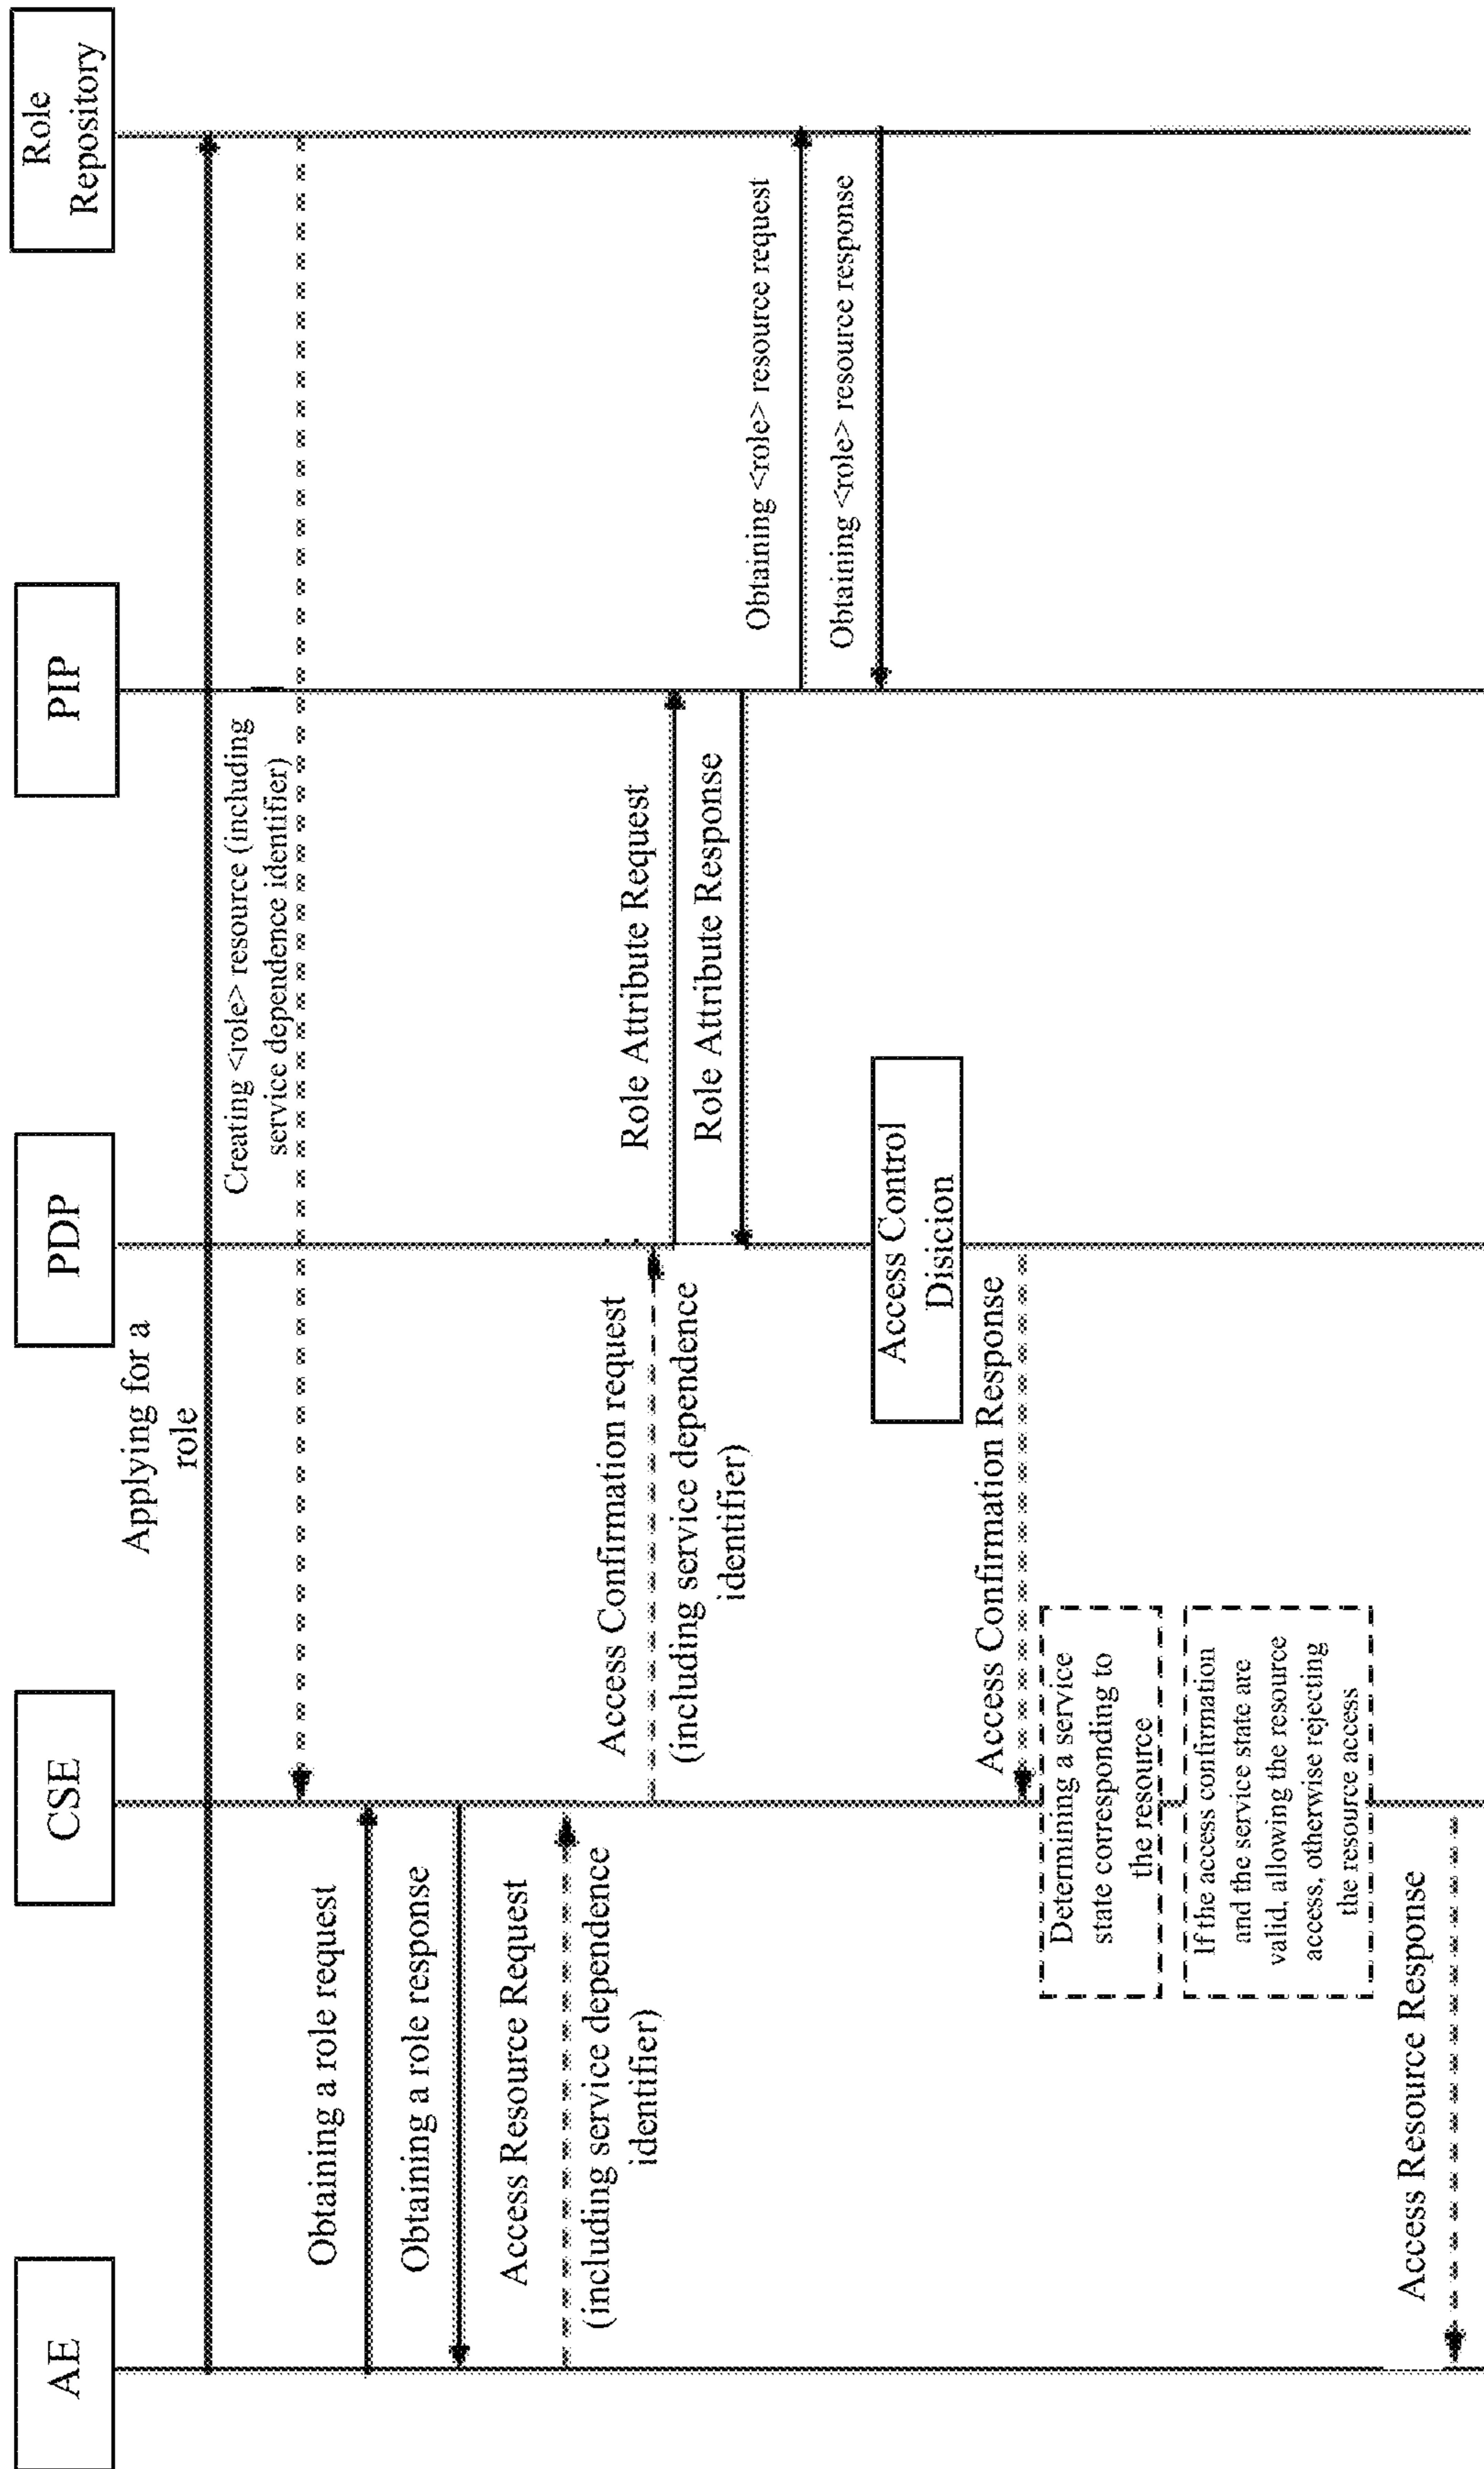 AE
CSE
PDP
PIP
Role
Repository
Applying for a
role
Creating <role> resource (including
service dependence identifier)
Obtaining a role request
Obtaining a role response
Access Resource Request
(including service dependence
identifier)
Access Confirmation request
(including service dependence
identifier)
Role Attribute Request
Role Attribute Response
Obtaining <role> resource request
Obtaining <role> resource response
Access Control
Disicion
Access Confirmation Response
Determining a service
state corresponding to
the resource
If the access confirmation
and the service state are
valid, allowing the resource
access, otherwise rejecting
the resource access
Access Resource Response